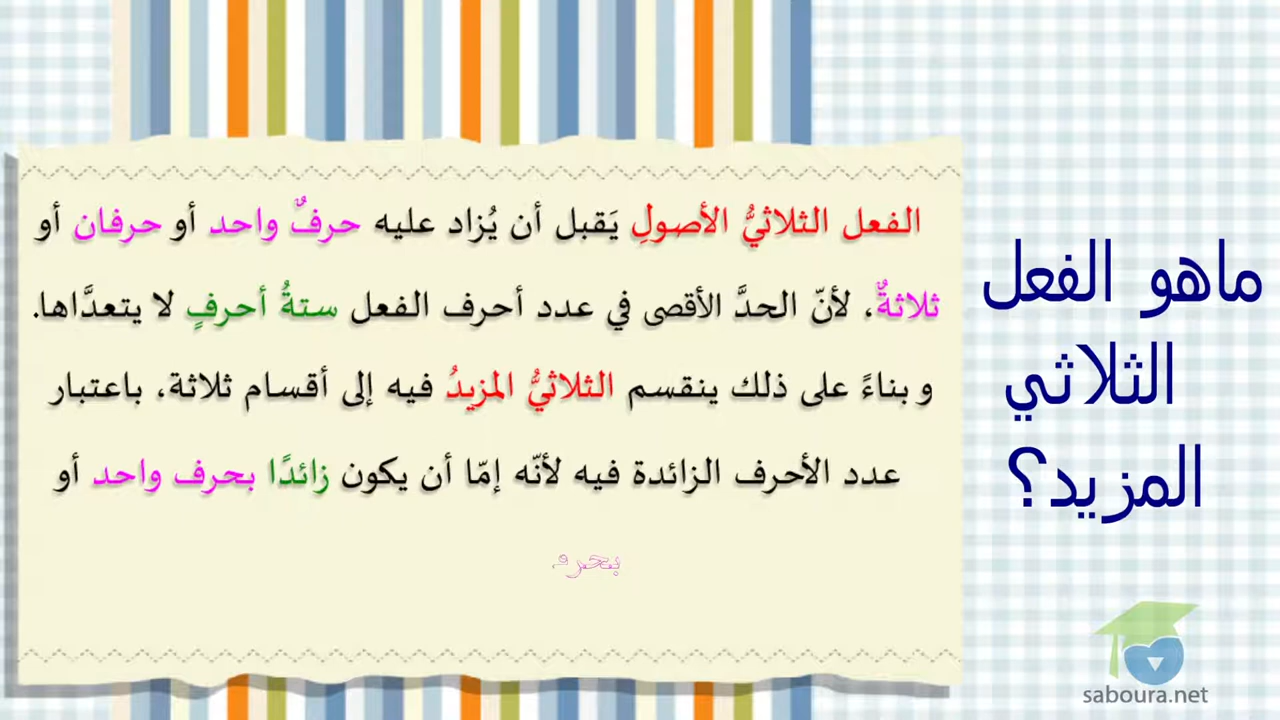 ماهو الفعل
الثلاثي
المزيد؟
الفعل الثلاثيُّ الأصولِ يَقبل أن يُزاد عليه حرفٌ واحد أو حرفان أو
ثلاثةٌ، لأنّ الحدَّ الأقصى في عدد أحرف الفعل ستةُ أحرفٍ لا يتعدَّاها.
و بناءً على ذلك ينقسم الثلاثيُّ المزيدُ فيه إلى أقسام ثلاثة، باعتبار
عدد الأحرف الزائدة فيه لأنّه إمّا أن يكون زائدًا بحرف واحد أو
saboura.net